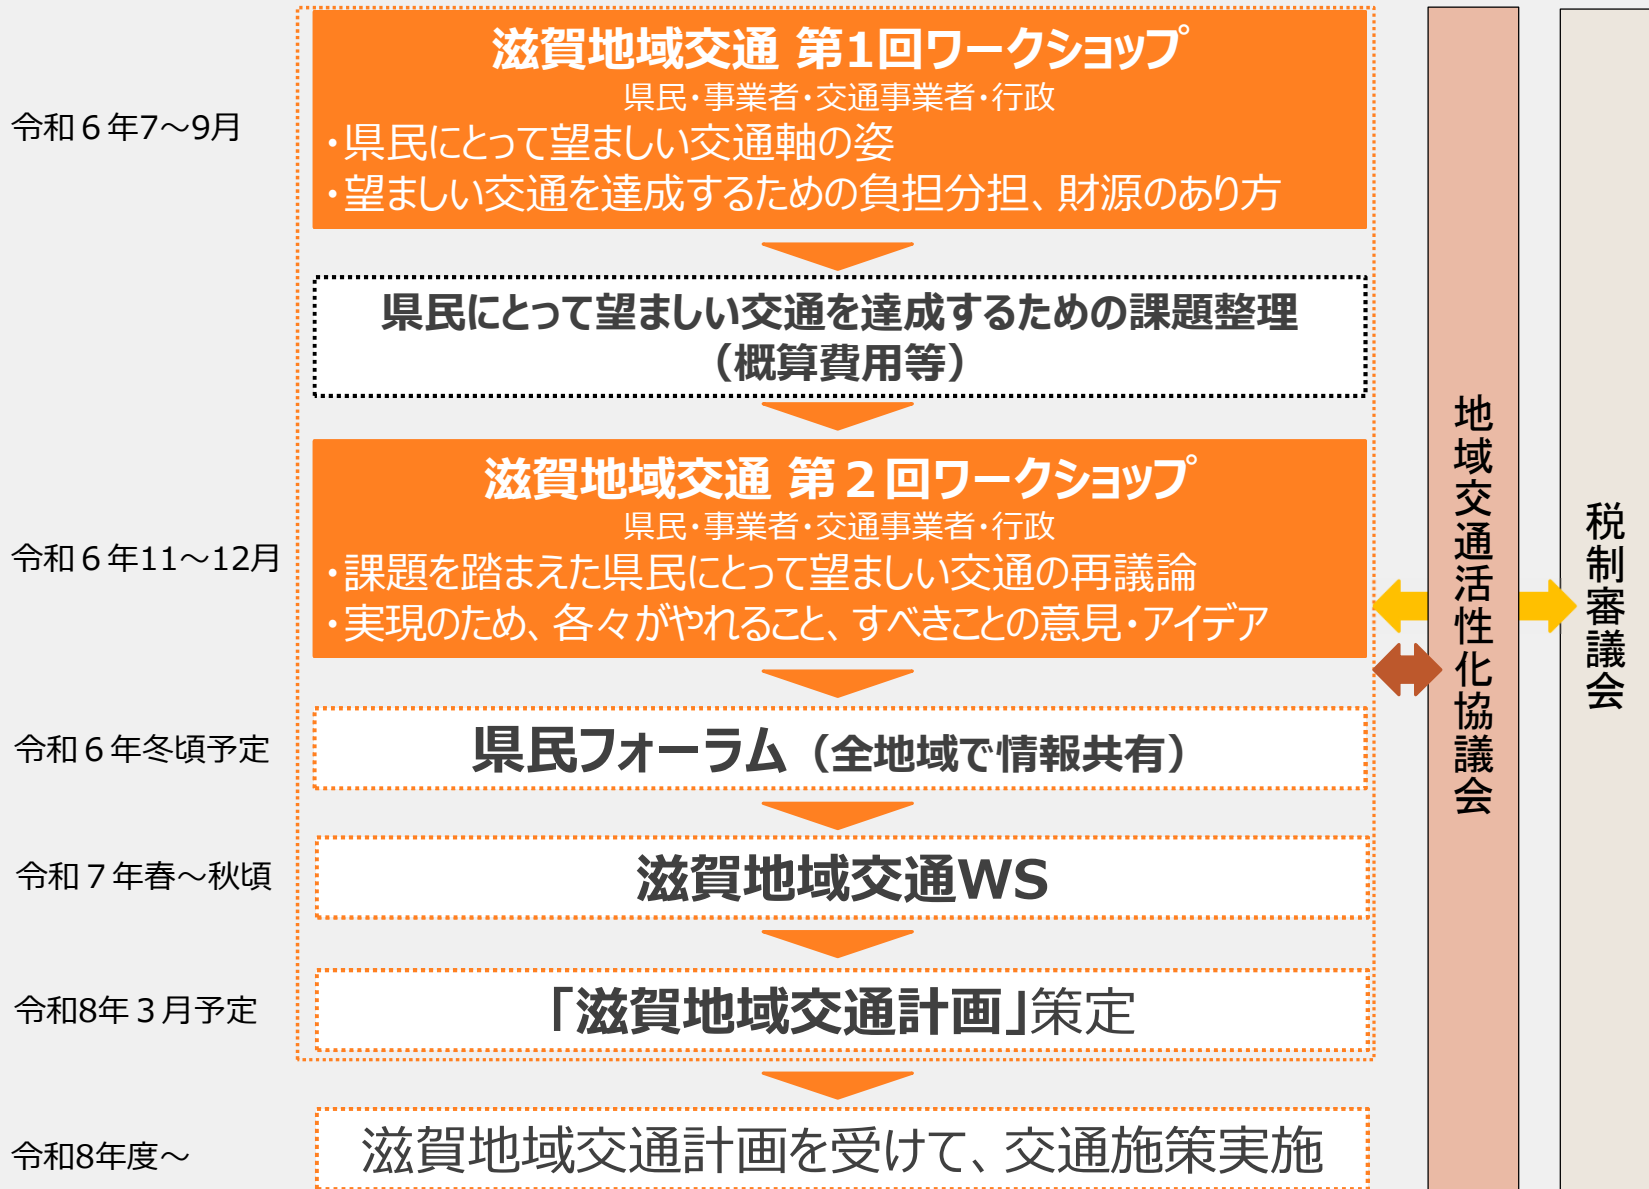 令和６年7～9月
滋賀地域交通 第1回ワークショップ
県民・事業者・交通事業者・行政
・県民にとって望ましい交通軸の姿
・望ましい交通を達成するための負担分担、財源のあり方
県民にとって望ましい交通を達成するための課題整理
（概算費用等）
令和６年11～12月
滋賀地域交通 第２回ワークショップ
県民・事業者・交通事業者・行政
・課題を踏まえた県民にとって望ましい交通の再議論
・実現のため、各々がやれること、すべきことの意見・アイデア
令和６年冬頃予定
県民フォーラム（全地域で情報共有）
令和７年春～秋頃
滋賀地域交通WS
令和8年３月予定
「滋賀地域交通計画」策定
令和8年度～
滋賀地域交通計画を受けて、交通施策実施
地域交通活性化協議会
税制審議会